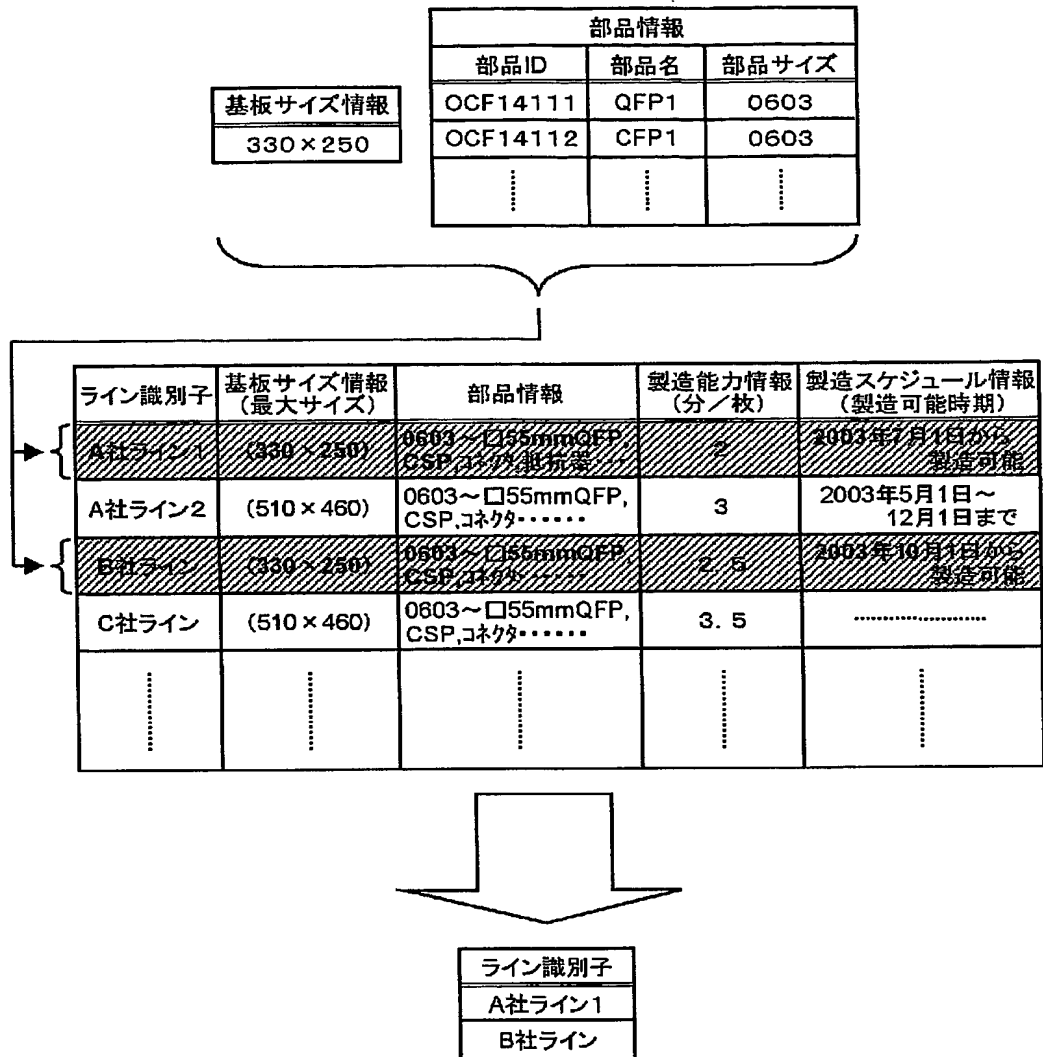 部品情報
部品ID 部品名 部品サイズ
OCF14111 QFP1 0603
OCF14112 CFP1 0603
基板サイズ情報
330×250
ライン識別子 基板サイズ情報 部品情報 製造能力情報 製造スケジュール情報
(最大サイズ) (分/枚) (製造可能時期)
A社ライン1 (330×250) 0603~□55mmQFP, 2 2003年7月1日から
CSP,コネクタ,抵抗器‥‥ 製造可能
A社ライン2 (510×460) 0603~□55mmQFP, 3 2003年5月1日~
CSP,コネクタ‥‥‥ 12月1日まで
B社ライン (330×250) 0603~□55mmQFP, 2.5 2003年10月1日から
CSP,コネクタ‥‥‥ 製造可能
C社ライン (510×460) 0603~□55mmQFP, 3.5 ‥‥‥‥‥‥
CSP,コネクタ‥‥‥
ライン識別子
A社ライン1
B社ライン